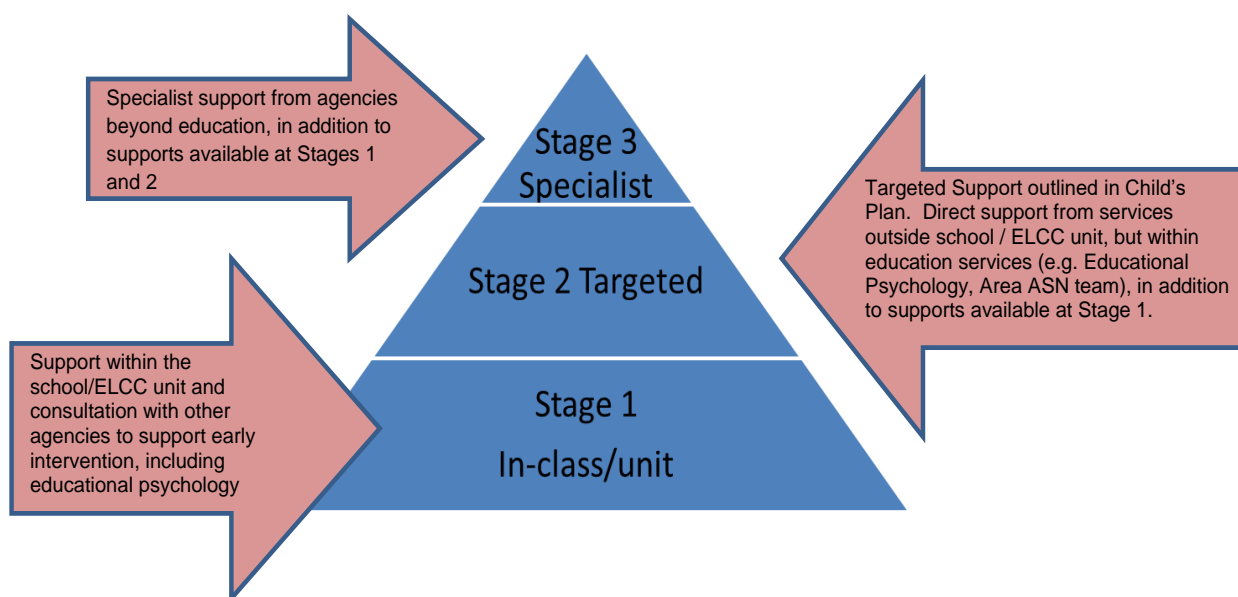 Specialist support from agencies
beyond education, in addition to
supports available at Stages 1
and 2
Stage 3
Specialist
Targeted Support outlined in Child’s
Plan.  Direct support from services
outside school / ELCC unit, but within
education services (e.g. Educational
Psychology, Area ASN team), in addition
to supports available at Stage 1.
Stage 2 Targeted
Support within the
school/ELCC unit and
consultation with other
agencies to support early
intervention, including
educational psychology
Stage 1
In-class/unit